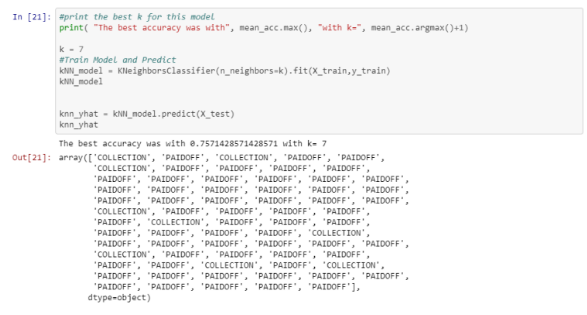 In [21]: #print the best k for this model
print( "The best accuracy was with", mean_acc.max(), "with k=", mean_acc.argmax()+1)
k = 7
#Train Model and Predict
kNN_model = KNeighborsClassifier(n_neighbors=k).fit(X_train,y_train)
kNN_model
knn_yhat = kNN_model.predict(X_test)
knn_yhat
The best accuracy was with 0.7571428571428571 with k= 7
Out[21]: array(['COLLECTION', 'PAIDOFF', 'COLLECTION', 'PAIDOFF', 'PAIDOFF',
'COLLECTION', 'PAIDOFF', 'PAIDOFF', 'PAIDOFF', 'PAIDOFF',
'PAIDOFF', 'PAIDOFF', 'PAIDOFF', 'PAIDOFF', 'PAIDOFF', 'PAIDOFF',
'PAIDOFF', 'PAIDOFF', 'PAIDOFF', 'PAIDOFF', 'PAIDOFF', 'PAIDOFF',
'PAIDOFF', 'PAIDOFF', 'PAIDOFF', 'PAIDOFF', 'PAIDOFF', 'PAIDOFF',
'COLLECTION', 'PAIDOFF', 'PAIDOFF', 'PAIDOFF', 'PAIDOFF',
'PAIDOFF', 'COLLECTION', 'PAIDOFF', 'PAIDOFF', 'PAIDOFF',
'PAIDOFF', 'PAIDOFF', 'PAIDOFF', 'PAIDOFF', 'COLLECTION',
'PAIDOFF', 'PAIDOFF', 'PAIDOFF', 'PAIDOFF', 'PAIDOFF', 'PAIDOFF',
'COLLECTION', 'PAIDOFF', 'PAIDOFF', 'PAIDOFF', 'PAIDOFF',
'PAIDOFF', 'PAIDOFF', 'COLLECTION', 'PAIDOFF', 'COLLECTION',
'PAIDOFF', 'PAIDOFF', 'PAIDOFF', 'PAIDOFF', 'PAIDOFF', 'PAIDOFF',
'PAIDOFF', 'PAIDOFF', 'PAIDOFF', 'PAIDOFF', 'PAIDOFF'],
dtype=object)